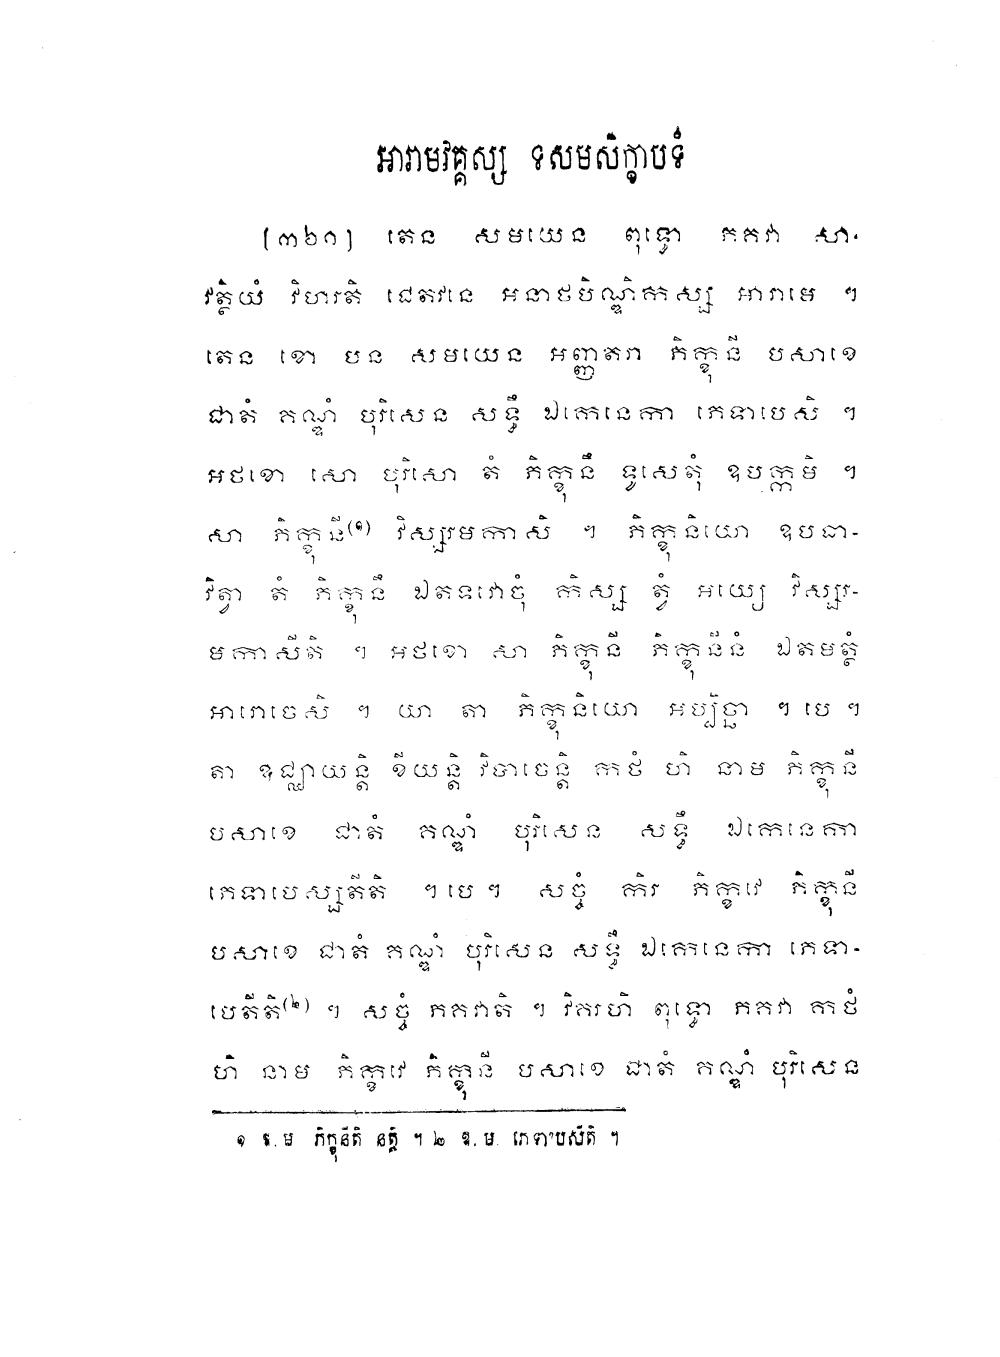 អារាមវគ្គស្ស ទសមសិក្ខាបទំ
[៣៦១] តេន សមយេន ពុទ្ធោ ភគវា សា-
វត្ថិយំ វិហរតិ ជេតវនេ អនាថបិណ្ឌិកស្ស អារាមេ ។
តេន ខោ បន សមយេន អញ្ញតរា ភិក្ខុនី បសាខេ
ជាតំ គណ្ឌំ បុរិសេន សទ្ធឹ ឯកេនេកា ភេទាបេសិ ។
អថខោ សោ បុរិសោ តំ ភិក្ខុនឹ ទូសេតុំ ឧបក្កមិ ។
សា ភិក្ខុនី(១) វិស្សរមកាសិ ។ ភិក្ខុនិយោ ឧបធា-
វិត្វា តំ ភិក្ខុនឹ ឯតទវោចុំ កិស្ស ត្វំ អយ្យេ វិស្សរ-
មកាសីតិ ។ អថខោ សា ភិក្ខុនី ភិក្ខុនីនំ ឯតមត្ថំ
អារោចេសិ ។ យា តា ភិក្ខុនិយោ អប្បិច្ឆា ។ បេ ។
តា ឧជ្ឈាយន្តិ ខីយន្តិ វិបាចេន្តិ កថំ ហិ នាម ភិក្ខុនី
បសាខេ ជាតំ គណ្ឌំ បុរិសេន សទ្ធឹ ឯកេនេកា
ភេទាបេស្សតីតិ ។ បេ ។ សច្ចំ កិរ ភិក្ខវេ ភិក្ខុនី
បសាខេ ជាតំ គណ្ឌំ បុរិសេន សទ្ធឹ ឯកេនេកា ភេទា-
បេតីតិ(២) ។ សច្ចំ ភគវាតិ ។ វិគរហិ ពុទ្ធោ ភគវា កថំ
ហិ នាម ភិក្ខវេ ភិក្ខុនី បសាខេ ជាតំ គណ្ឌំ បុរិសេន
១ ឱ. ម ភិក្ខុនីតិ នត្ថិ ។ ២ ឱ. ម. ភេទាបសីតិ ។